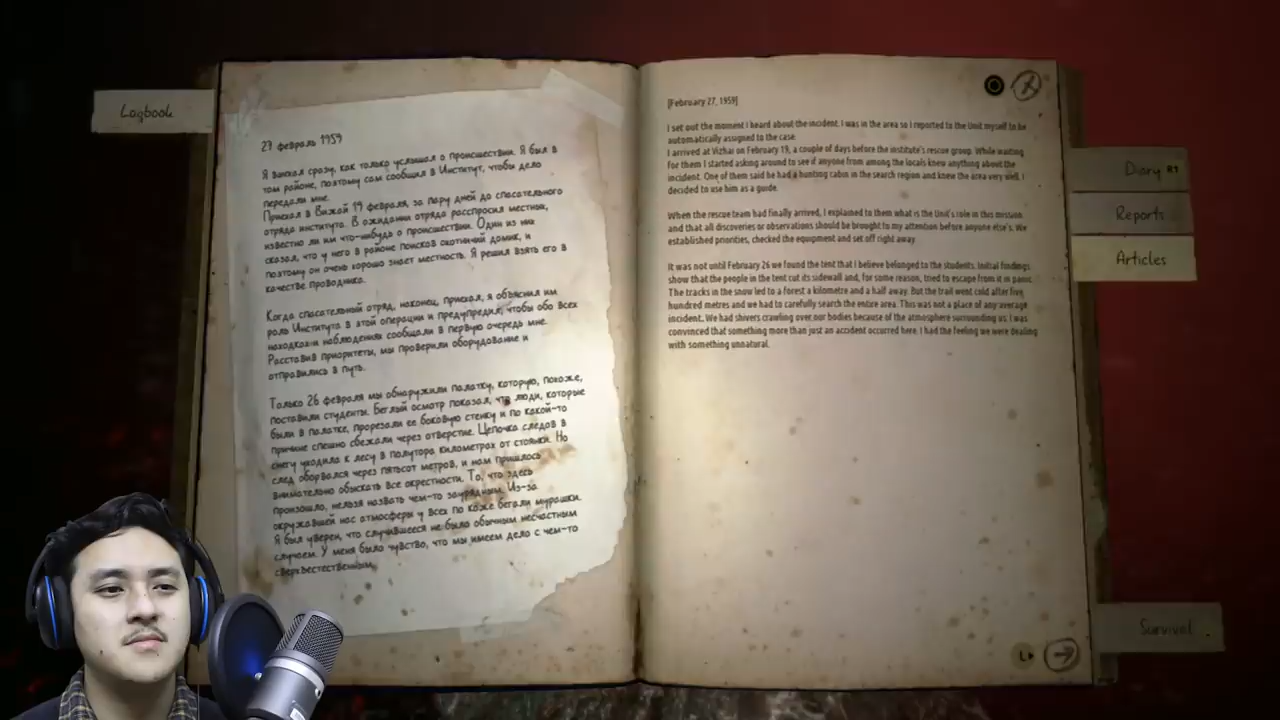 Logbook
27 февраль 1959
Я выехал сразу, как только услышал о происшествии. Я был в
том районе, поэтому сам сообщил в Институт, чтобы дело
передали мне.
Приехал в Вижай 19 февраля, за пару дней до спасательного
отряда института. В ожидании отряда расспросил местных,
известно ли им что-нибудь о происшествии. Один из них
сказал, что у него в районе поисков охотничий домик, и
поэтому он очень хорошо знает местность. Я решил взять его в
качестве проводника.
Когда спасательный отряд, наконец, приехал, я объяснил им
роль Института в этой операции и предупредил, чтобы обо всех
находках и наблюдениях сообщали в первую очередь мне.
Расставив приоритеты, мы проверили оборудование и
отправились в путь.
Только 26 февраля мы обнаружили палатку, которую, похоже,
поставили студенты. Беглый осмотр показал, что люди, которые
были в палатке, прорезали ее боковую стенку и по какой-то
причине спешно сбежали через отверстие. Цепочка следов в
снегу уходила к лесу в полутора километрах от стоянки. Но
след оборвался через пятьсот метров, и нам пришлось
внимательно обыскать все окрестности. То, что здесь
произошло, нельзя назвать чем-то заурядным. Из-за
окружавшей нас атмосферы у всех по коже бегали мурашки.
Я был уверен, что случившееся не было обычным несчастным
случаем. У меня было чувство, что мы имеем дело с чем-то
сверхъестественным.
[February 27, 1959]
I set out the moment I heard about the incident. I was in the area so I reported to the Unit myself to be
automatically assigned to the case.
I arrived at Vizhai on February 19, a couple of days before the institute's rescue group. While waiting
for them I started asking around to see if anyone from among the locals knew anything about the
incident. One of them said he had a hunting cabin in the search region and knew the area very well. I
decided to use him as a guide.
When the rescue team had finally arrived, I explained to them what is the Unit's role in this mission
and that all discoveries or observations should be brought to my attention before anyone else's. We
established priorities, checked the equipment and set off right away.
It was not until February 26 we found the tent that I believe belonged to the students. Initial findings
show that the people in the tent cut its sidewall and, for some reason, tried to escape from it in panic.
The tracks in the snow led to a forest a kilometre and a half away. But the trail went cold after five
hundred metres and we had to carefully search the entire area. This was not a place of any average
incident. We had shivers crawling over our bodies because of the atmosphere surrounding us. I was
convinced that something more than just an accident occurred here. I had the feeling we were dealing
with something unnatural.
Diary R1
Reports
Articles
Survival
L